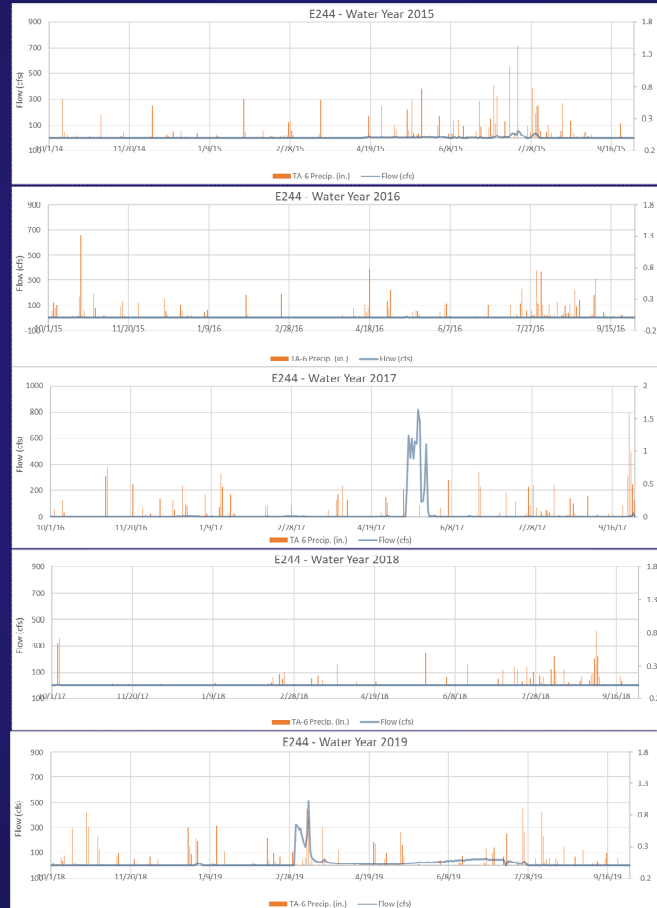 E244 - Water Year 2015
900 1.8
700 1.3
500 0.8
300 0.3
100
100 0.2
10/1/14 11/20/14 1/9/15 2/28/15 4/19/15 6/8/15 7/28/15 9/16/15
Flow (cfs)
TA-6 Precip. (in.) Flow (cfs)
E244 - Water Year 2016
900 1.8
700 1.3
500 0.8
300 0.3
100
-100 -0.2
10/1/15 11/20/15 1/9/16 2/28/16 4/18/16 6/7/16 7/27/16 9/15/16
Flow (cfs)
TA-6 Precip. (in.) Flow (cfs)
E244 - Water Year 2017
1000 2
800 1.5
600 1
400 0.5
200
0 0
10/1/16 11/20/16 1/9/17 2/28/17 4/19/17 6/8/17 7/28/17 9/16/17
Flow (cfs)
TA-6 Precip. (in.) Flow (cfs)
E244 - Water Year 2018
900 1.8
700 1.3
500 0.8
300 0.3
100
100 0.2
10/1/17 11/20/17 1/9/18 2/28/18 4/19/18 6/8/18 7/28/18 9/16/18
Flow (cfs)
TA-6 Precip. (in.) Flow (cfs)
E244 - Water Year 2019
900 1.8
700 1.3
500 0.8
300 0.3
100
100 0.2
10/1/18 11/20/18 1/9/19 2/28/19 4/19/19 6/8/19 7/28/19 9/16/19
Flow (cfs)
TA-6 Precip. (in.) Flow (cfs)